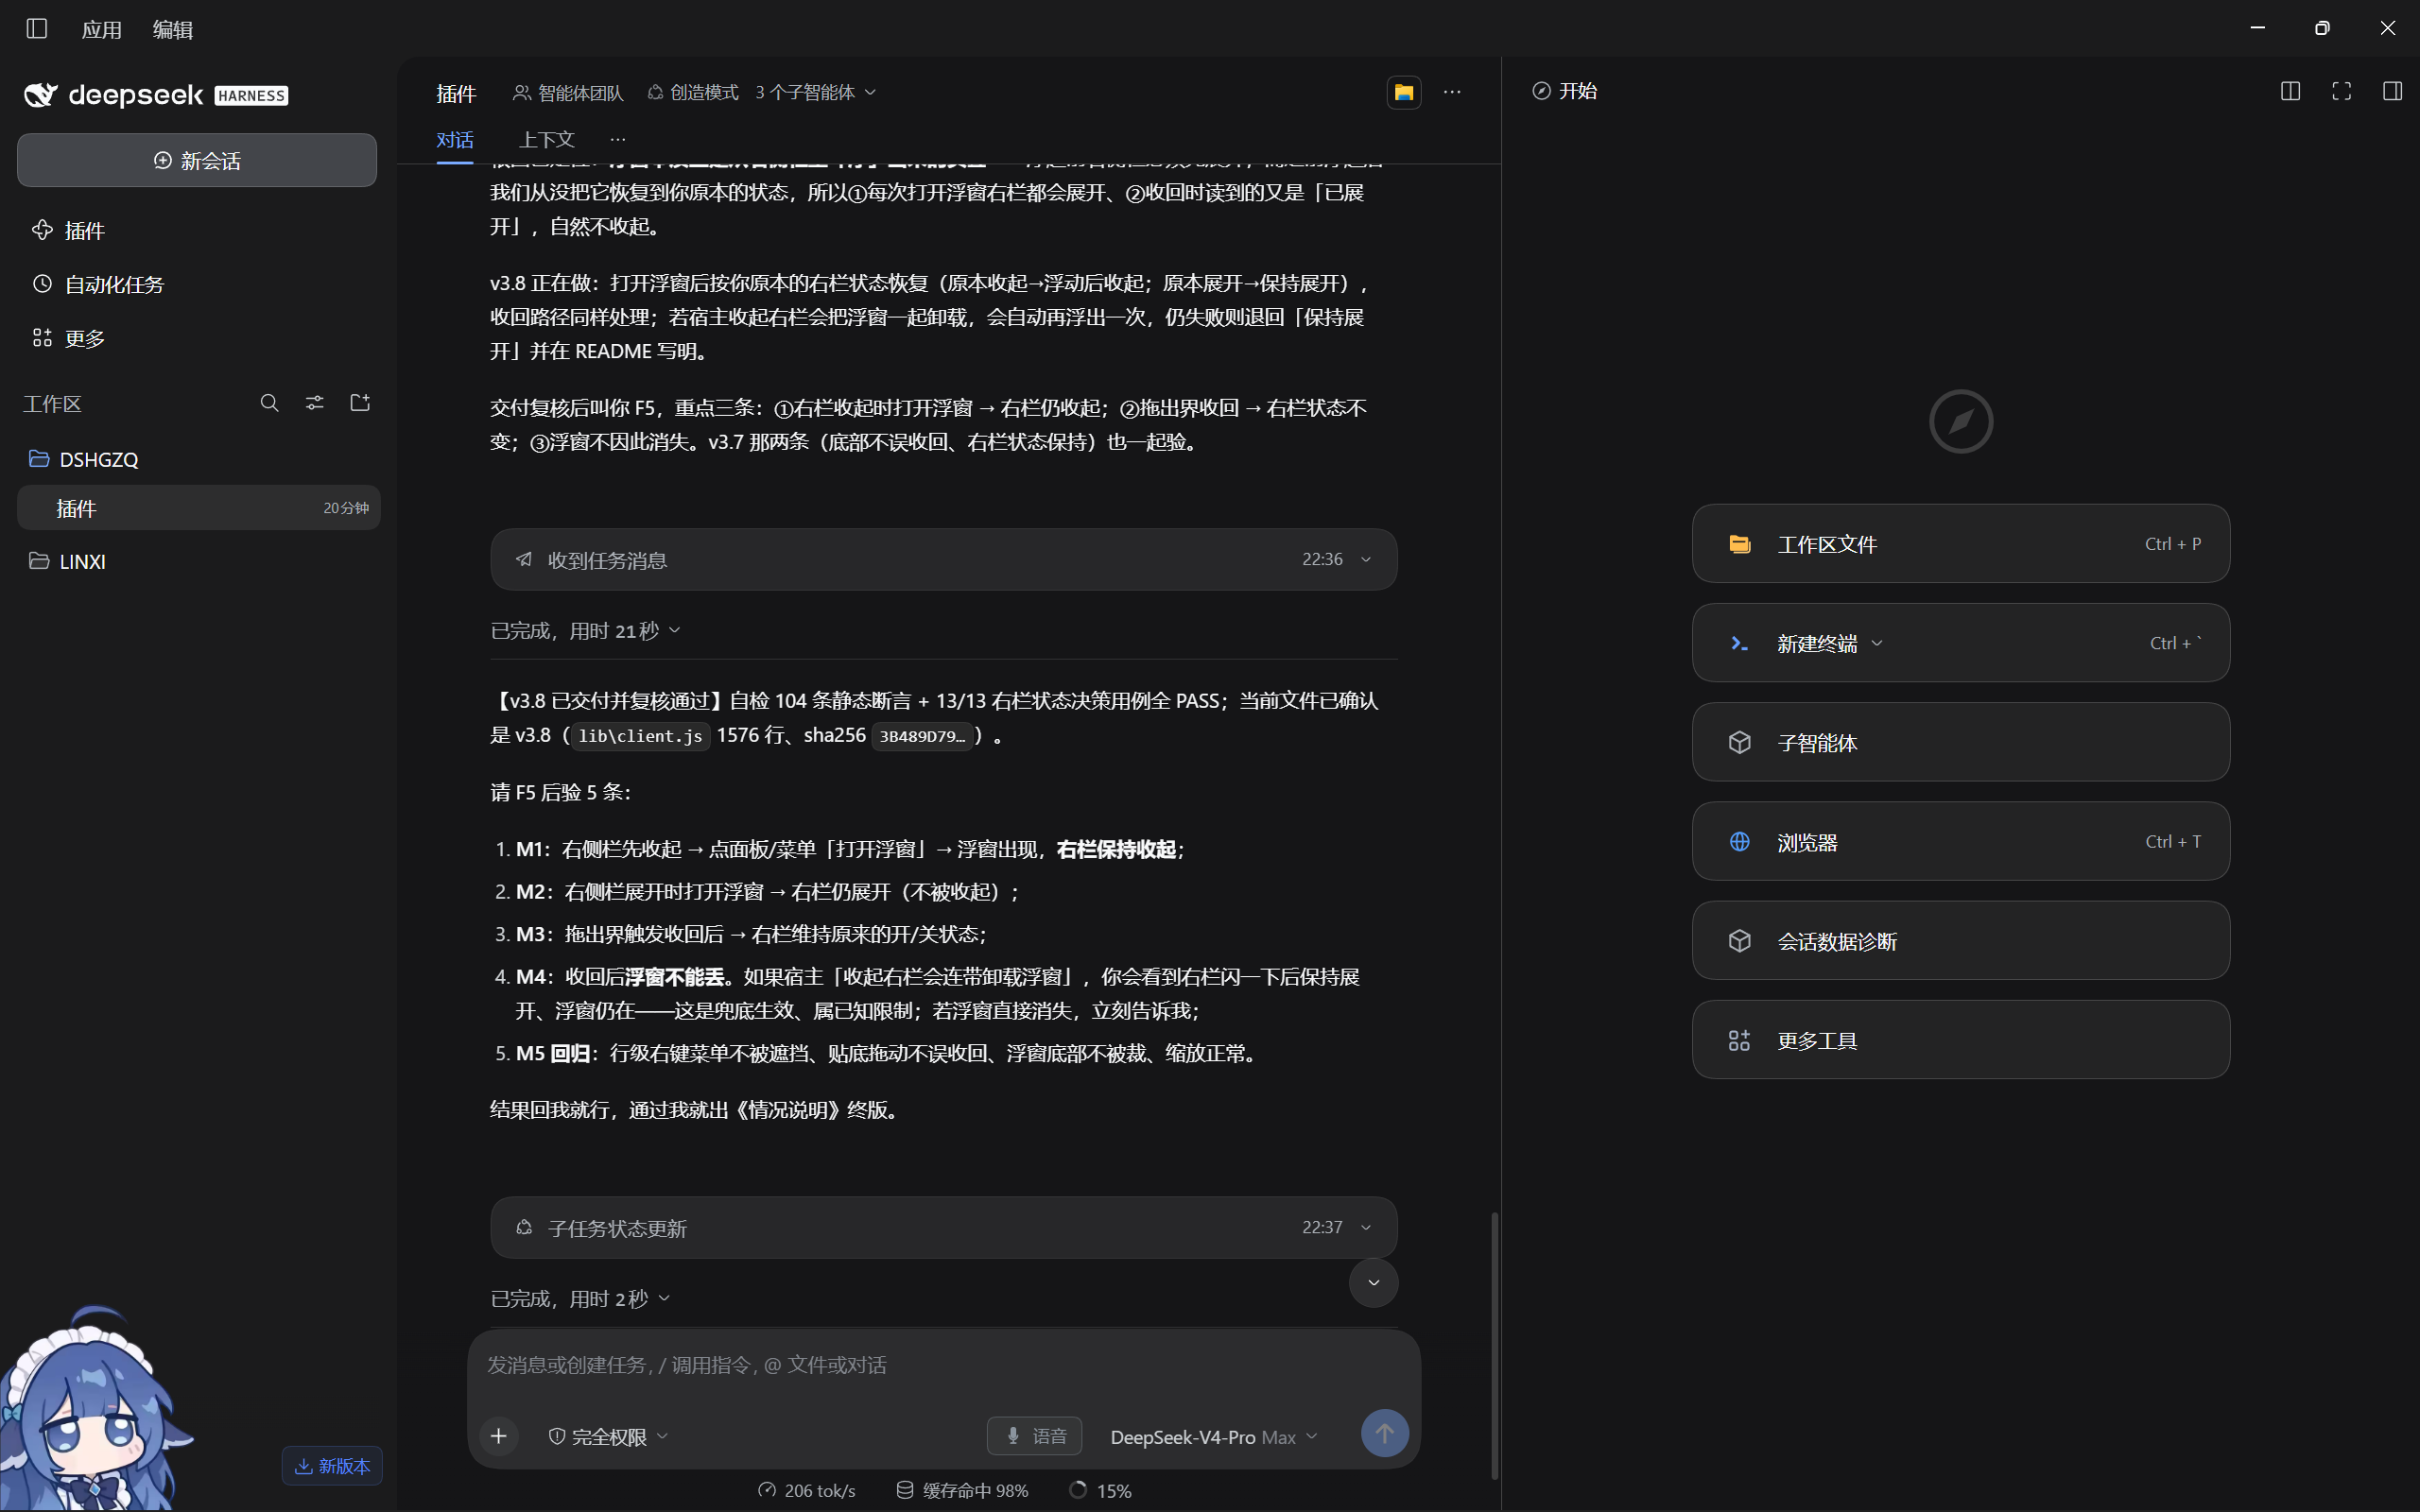 应用 编辑
deepseek HARNESS
新会话
插件
自动化任务
更多
工作区
DSHGZQ
插件 20分钟
LINXI
新版本
插件 智能体团队 创造模式 3 个子智能体
对话 上下文 ...
我们从没把它恢复到你原本的状态，所以①每次打开浮窗右栏都会展开、②收回时读到的又是「已展
开」，自然不收起。
v3.8 正在做：打开浮窗后按你原本的右栏状态恢复（原本收起→浮动后收起；原本展开→保持展开），
收回路径同样处理；若宿主收起右栏会把浮窗一起卸载，会自动再浮出一次，仍失败则退回「保持展
开」并在 README 写明。
交付复核后叫你 F5，重点三条：①右栏收起时打开浮窗 → 右栏仍收起；②拖出界收回 → 右栏状态不
变；③浮窗不因此消失。v3.7 那两条（底部不误收回、右栏状态保持）也一起验。
收到任务消息 22:36
已完成，用时 21秒
【v3.8 已交付并复核通过】自检 104 条静态断言 + 13/13 右栏状态决策用例全 PASS；当前文件已确认
是 v3.8（ lib\client.js 1576 行、sha256 3B489D79… ）。
请 F5 后验 5 条：
1. M1：右侧栏先收起 → 点面板/菜单「打开浮窗」→ 浮窗出现，右栏保持收起；
2. M2：右侧栏展开时打开浮窗 → 右栏仍展开（不被收起）；
3. M3：拖出界触发收回后 → 右栏维持原来的开/关状态；
4. M4：收回后浮窗不能丢。如果宿主「收起右栏会连带卸载浮窗」，你会看到右栏闪一下后保持展
开、浮窗仍在——这是兜底生效、属已知限制；若浮窗直接消失，立刻告诉我；
5. M5 回归：行级右键菜单不被遮挡、贴底拖动不误收回、浮窗底部不被裁、缩放正常。
结果回我就行，通过我就出《情况说明》终版。
子任务状态更新 22:37
已完成，用时 2秒
发消息或创建任务, / 调用指令, @ 文件或对话
完全权限 语音 DeepSeek-V4-Pro Max
206 tok/s 缓存命中 98% 15%
开始
工作区文件 Ctrl + P
新建终端 Ctrl + `
子智能体
浏览器 Ctrl + T
会话数据诊断
更多工具